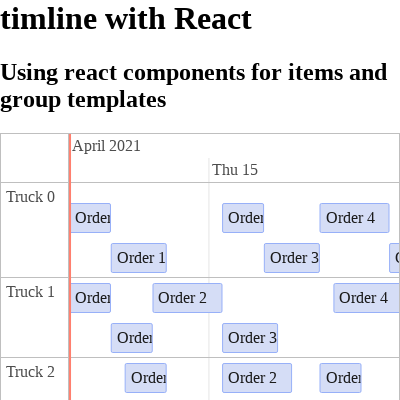 timline with React
Using react components for items and
group templates
April 2021
Thu 15
Truck 0
Order
Order
Order 4
Order 1
Order 3
Truck 1
Order
Order 2
Order 4
Order
Order 3
Truck 2
Order
Order 2
Order